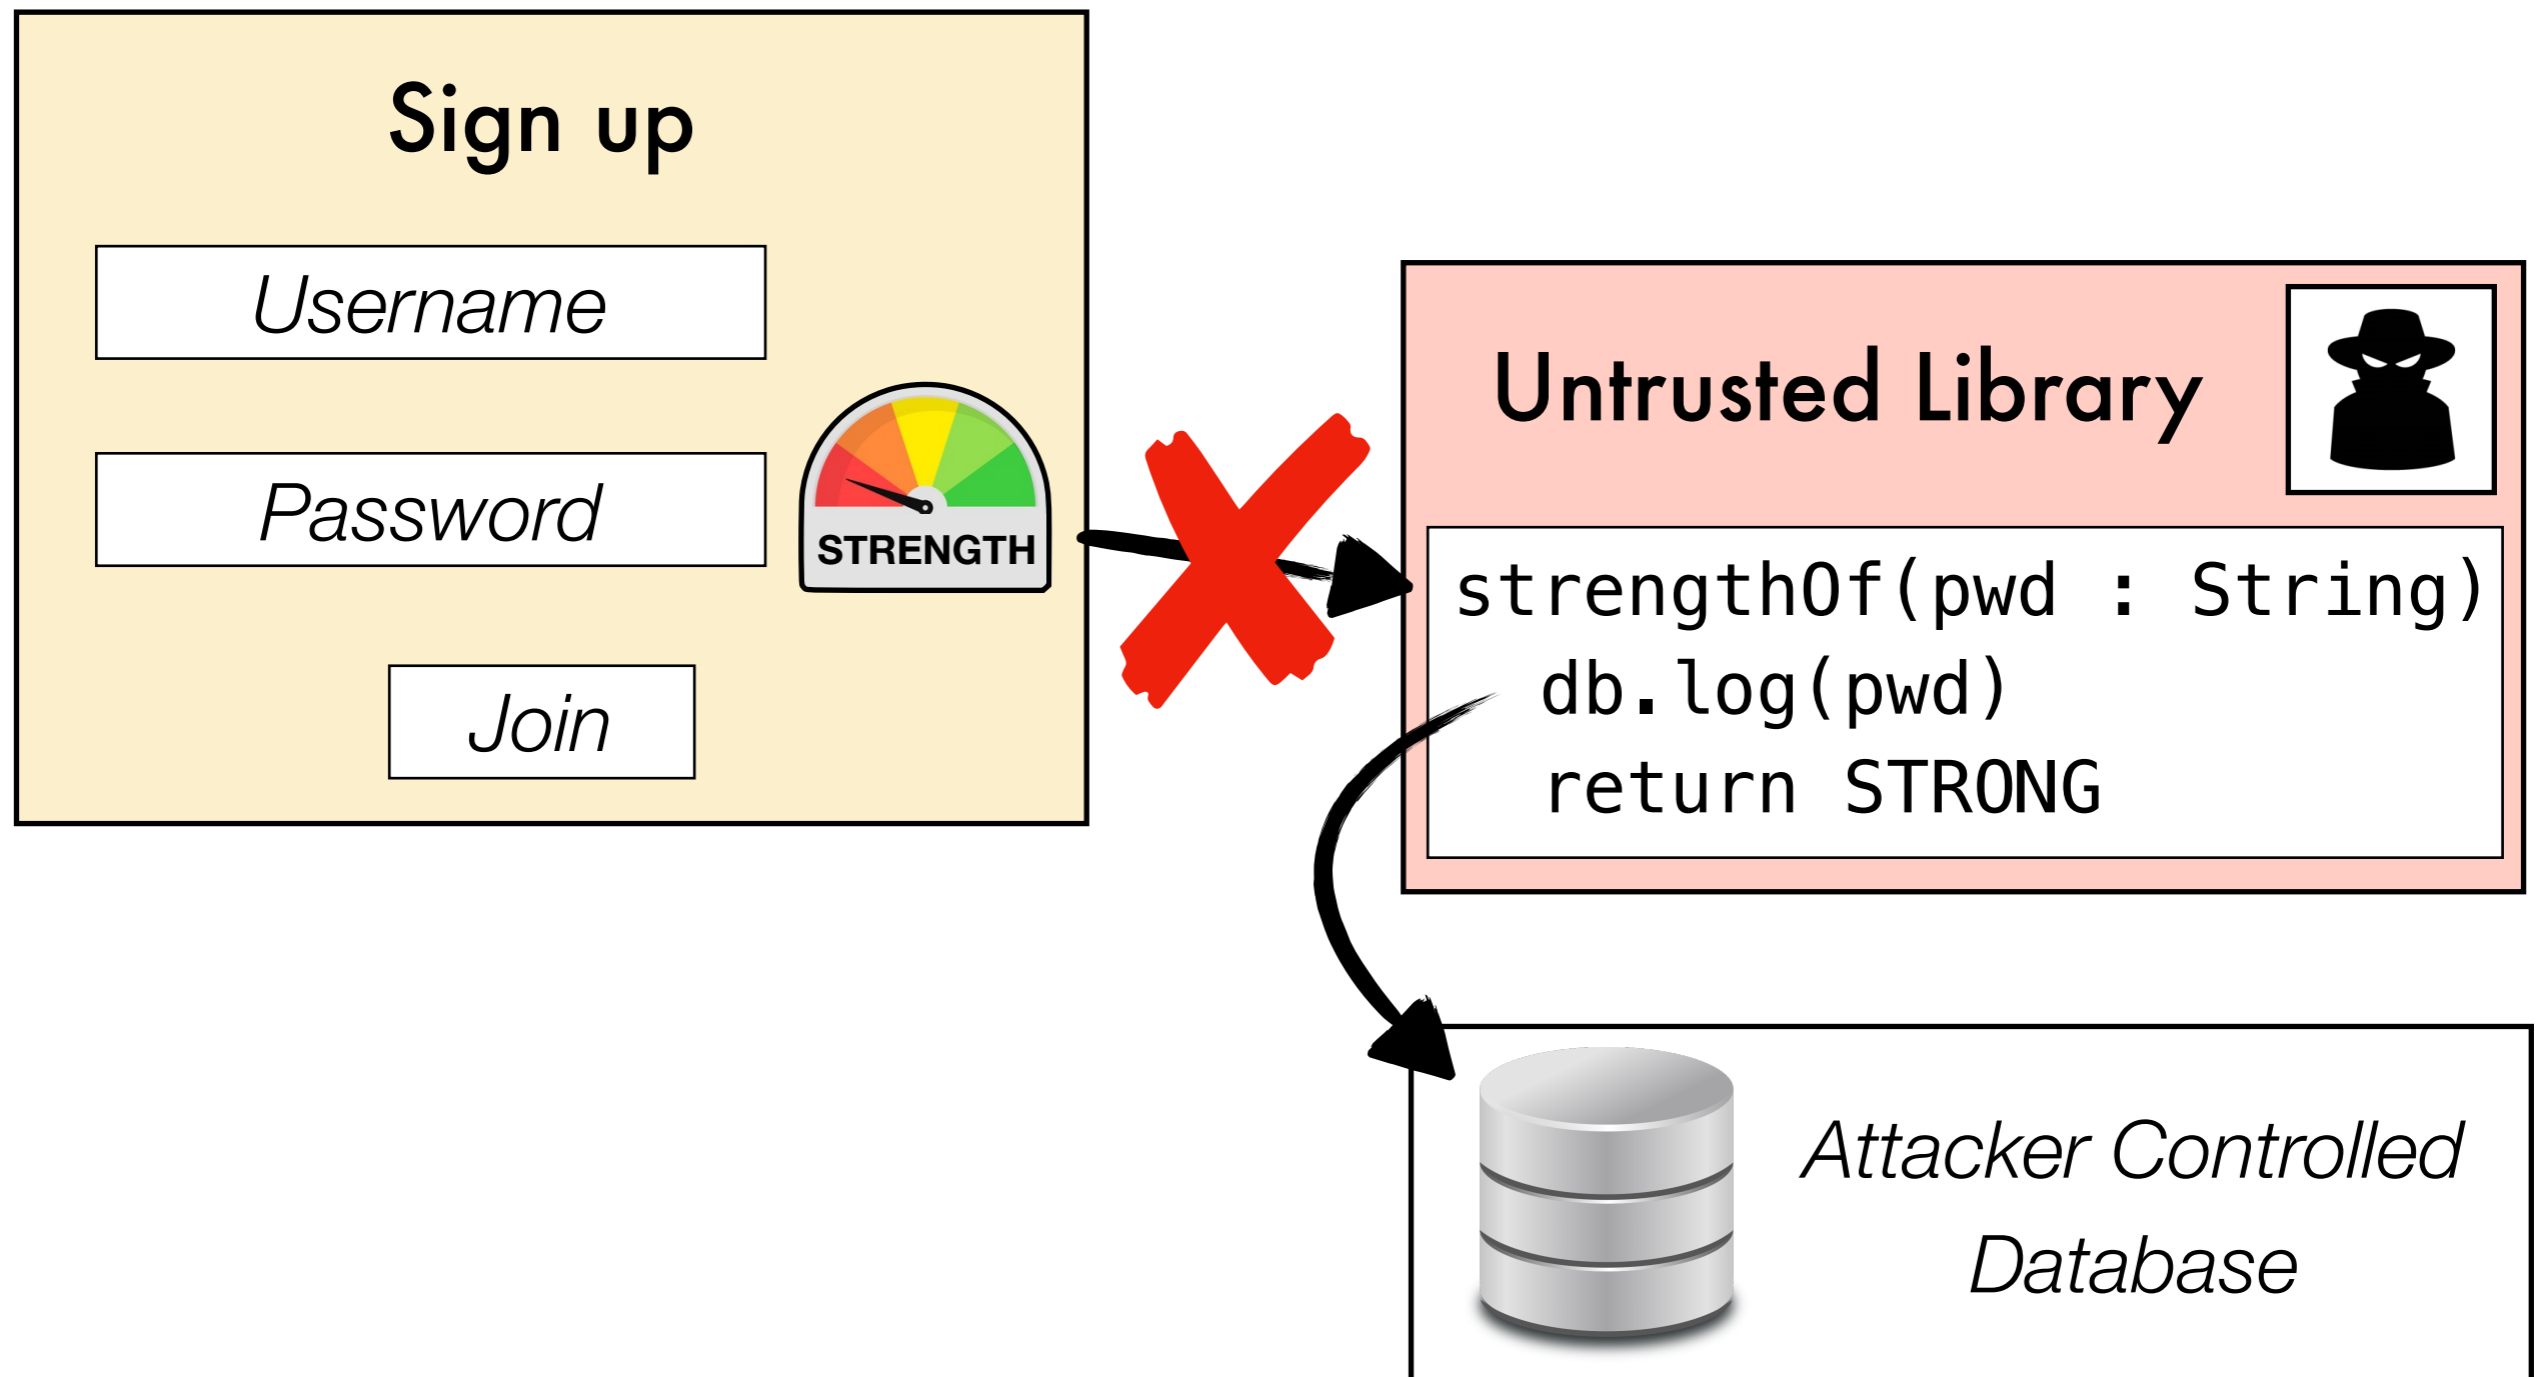 Sign up
Username
Password
STRENGTH
Join
Untrusted Library
strengthOf(pwd : String)
db.log(pwd)
return STRONG
Attacker Controlled
Database